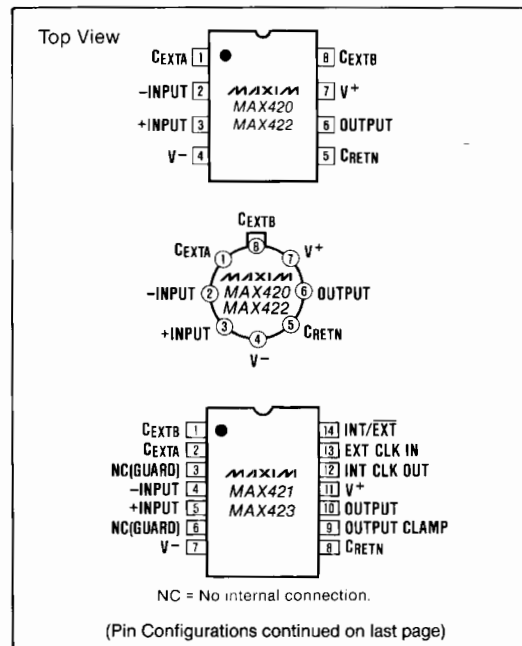 Top View
CEXTA 1 8 CEXTB
-INPUT 2 MAXIM 7 V+
MAX420
+INPUT 3 MAX422 6 OUTPUT
V- 4 5 CRETN
CEXTB
8
CEXTA 1 7 V+
MAXIM
-INPUT 2 MAX420 6 OUTPUT
MAX422
+INPUT 3 5 CRETN
4
V-
CEXTB 1 14 INT/EXT
CEXTA 2 13 EXT CLK IN
NC(GUARD) 3 MAXIM 12 INT CLK OUT
-INPUT 4 MAX421 11 V+
+INPUT 5 MAX423 10 OUTPUT
NC(GUARD) 6 9 OUTPUT CLAMP
V- 7 8 CRETN
NC = No internal connection.
(Pin Configurations continued on last page)